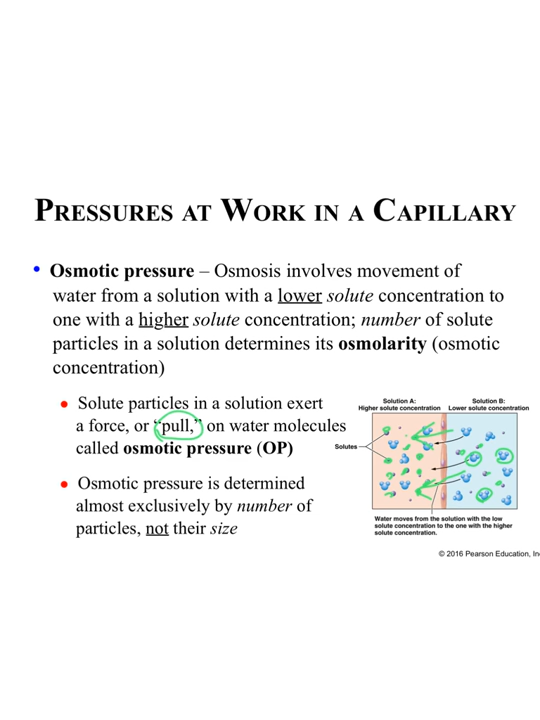 PRESSURES AT WORK IN A CAPILLARY
• Osmotic pressure – Osmosis involves movement of
water from a solution with a lower solute concentration to
one with a higher solute concentration; number of solute
particles in a solution determines its osmolarity (osmotic
concentration)
• Solute particles in a solution exert
a force, or “pull,” on water molecules
called osmotic pressure (OP)
• Osmotic pressure is determined
almost exclusively by number of
particles, not their size
Solution A:
Higher solute concentration
Solution B:
Lower solute concentration
Solutes
Water moves from the solution with the low
solute concentration to the one with the higher
solute concentration.
© 2016 Pearson Education, In